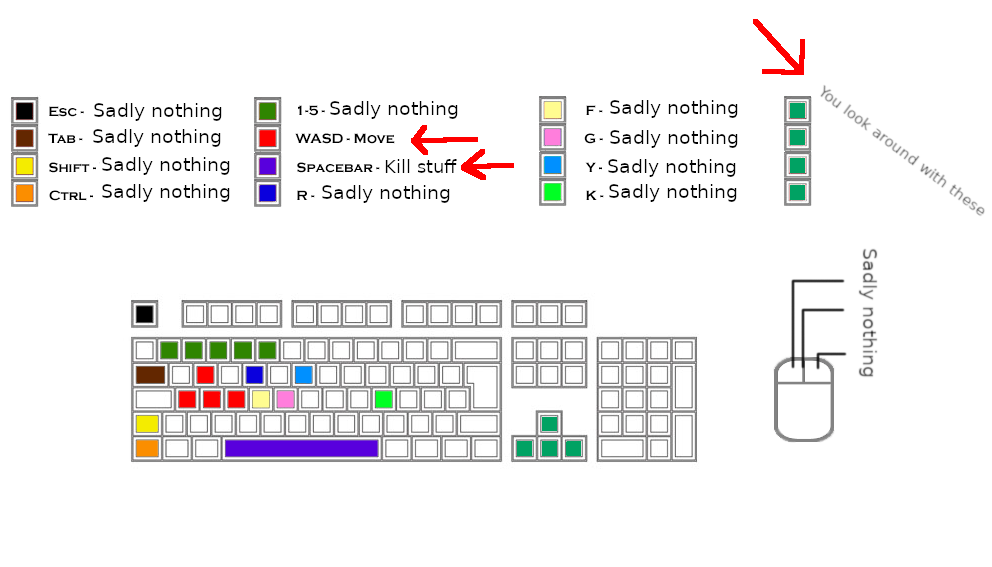 Esc - Sadly nothing
Tab - Sadly nothing
Shift - Sadly nothing
Ctrl - Sadly nothing
1-5 - Sadly nothing
WASD - Move
Spacebar - Kill stuff
R - Sadly nothing
F - Sadly nothing
G - Sadly nothing
Y - Sadly nothing
K - Sadly nothing
You look around with these
Sadly nothing